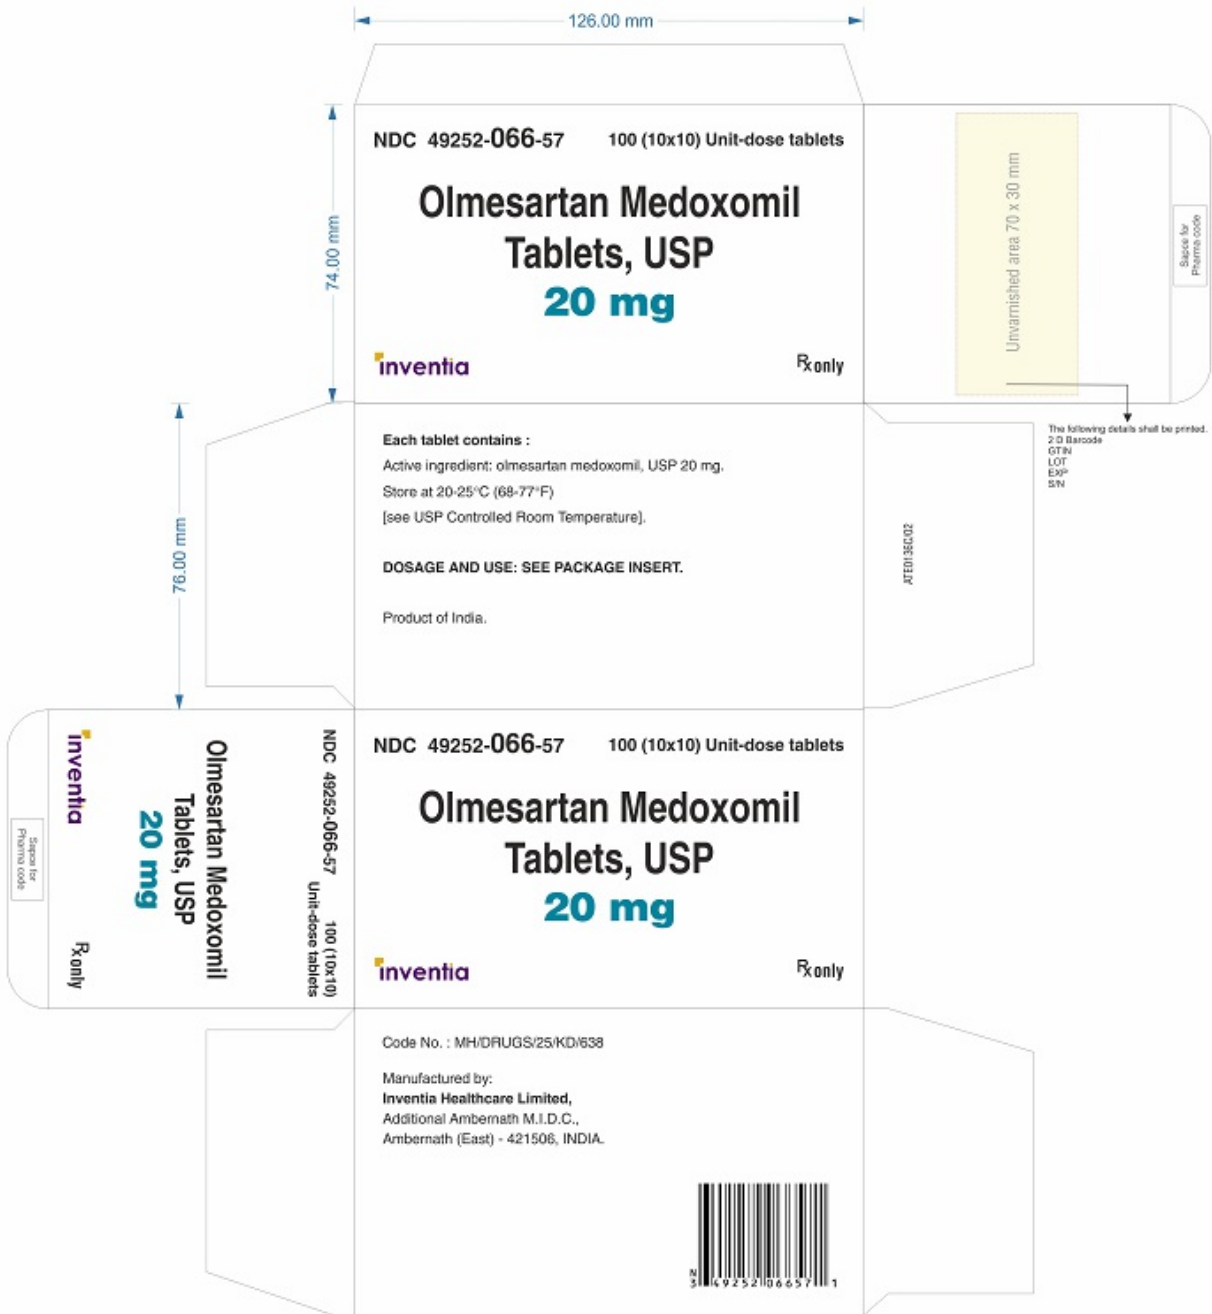 126.00 mm
74.00 mm
NDC 49252-066-57 100 (10x10) Unit-dose tablets
Olmesartan Medoxomil
Tablets, USP
20 mg
inventia
Rx only
Unvarnished area 70 x 30 mm
Sapce for
Pharma code
The following details shall be printed.
2 D Barcode
GTIN
LOT
EXP
S/N
76.00 mm
Each tablet contains :
Active ingredient: olmesartan medoxomil, USP 20 mg.
Store at 20-25°C (68-77°F)
[see USP Controlled Room Temperature].
DOSAGE AND USE: SEE PACKAGE INSERT.
Product of India.
NDC 49252-066-57 100 (10x10)
Unit-dose tablets
Olmesartan Medoxomil
Tablets, USP
20 mg
inventia
Rx only
Sapce for
Pharma code
NDC 49252-066-57 100 (10x10) Unit-dose tablets
Olmesartan Medoxomil
Tablets, USP
20 mg
inventia
Rx only
Code No. : MH/DRUGS/25/KD/638
Manufactured by:
Inventia Healthcare Limited,
Additional Ambernath M.I.D.C.,
Ambernath (East) - 421506, INDIA.
N
3 49252 06657 1